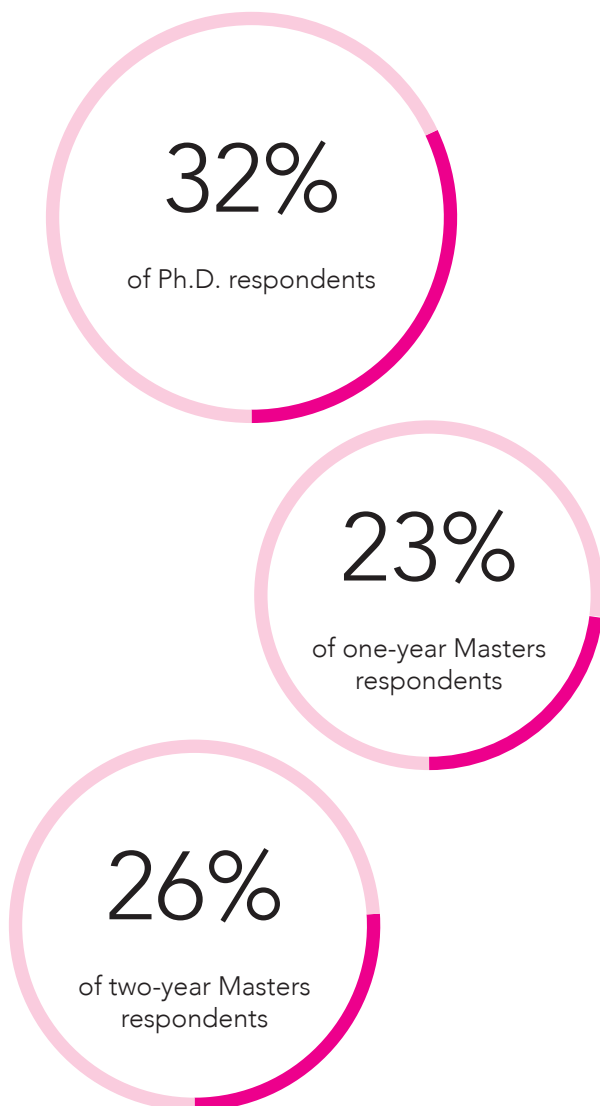 32%
of Ph.D. respondents
23%
of one-year Masters
respondents
26%
of two-year Masters
respondents